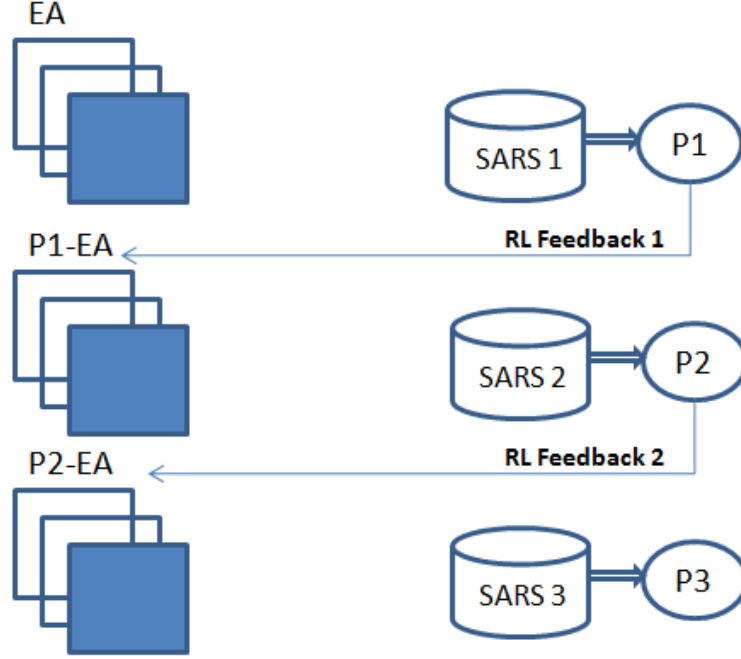 EA
SARS 1
P1
RL Feedback 1
P1-EA
SARS 2
P2
RL Feedback 2
P2-EA
SARS 3
P3